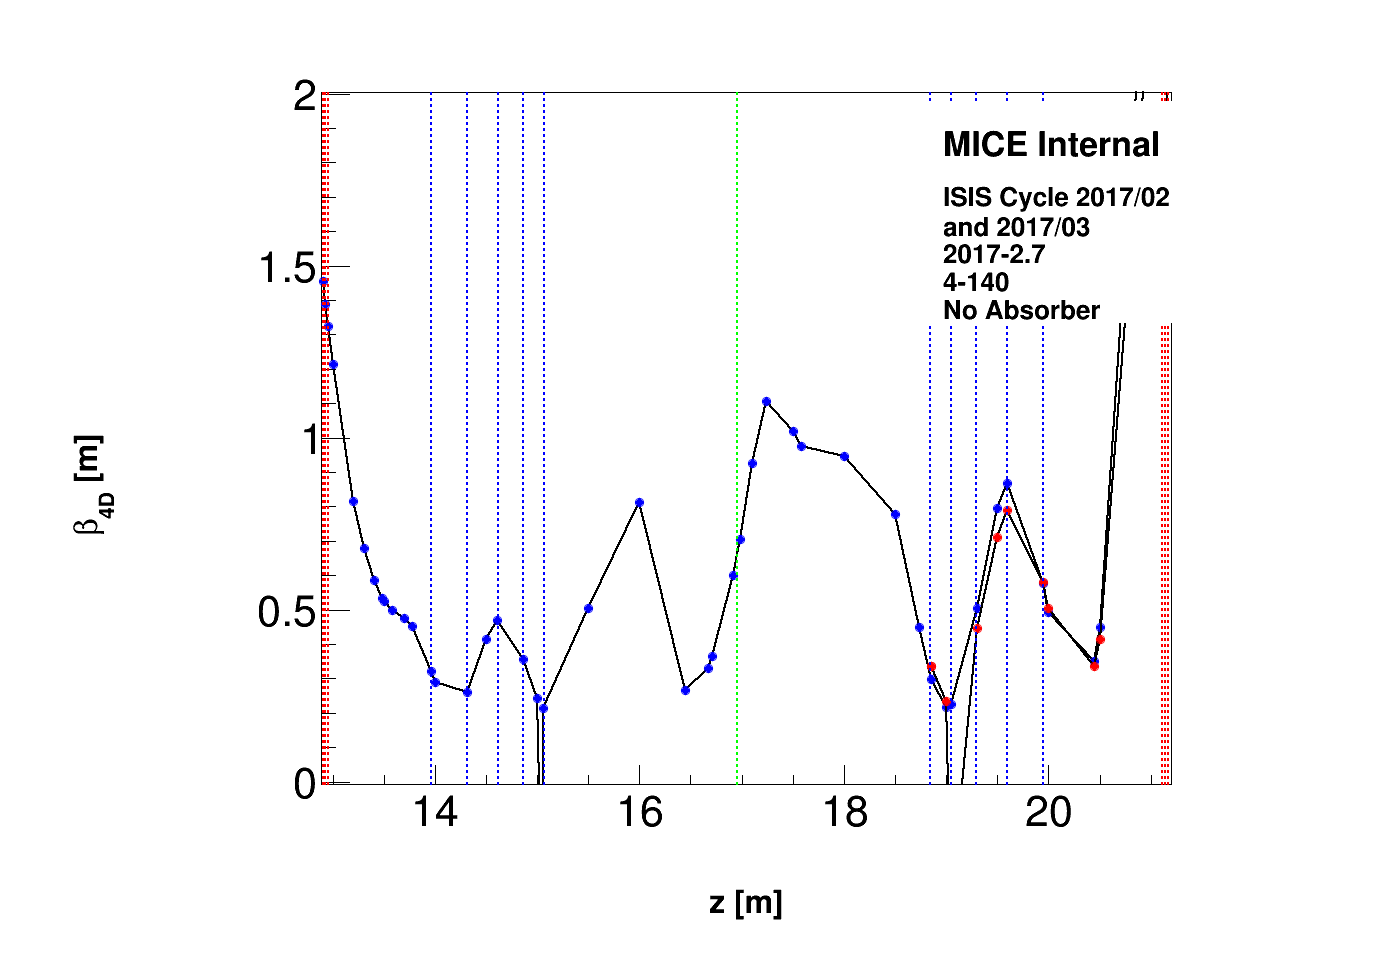 2
MICE Internal
ISIS Cycle 2017/02
and 2017/03
2017-2.7
4-140
No Absorber
1.5
1
0.5
0
14 16 18 20
β4D [m]
z [m]